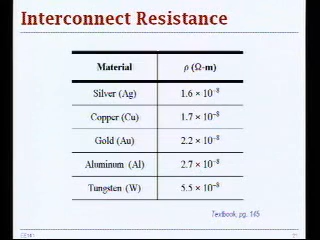 Interconnect Resistance
Material ρ (Ω-m)
Silver (Ag) 1.6 × 10⁻⁸
Copper (Cu) 1.7 × 10⁻⁸
Gold (Au) 2.2 × 10⁻⁸
Aluminum (Al) 2.7 × 10⁻⁸
Tungsten (W) 5.5 × 10⁻⁸
Textbook, pg. 145